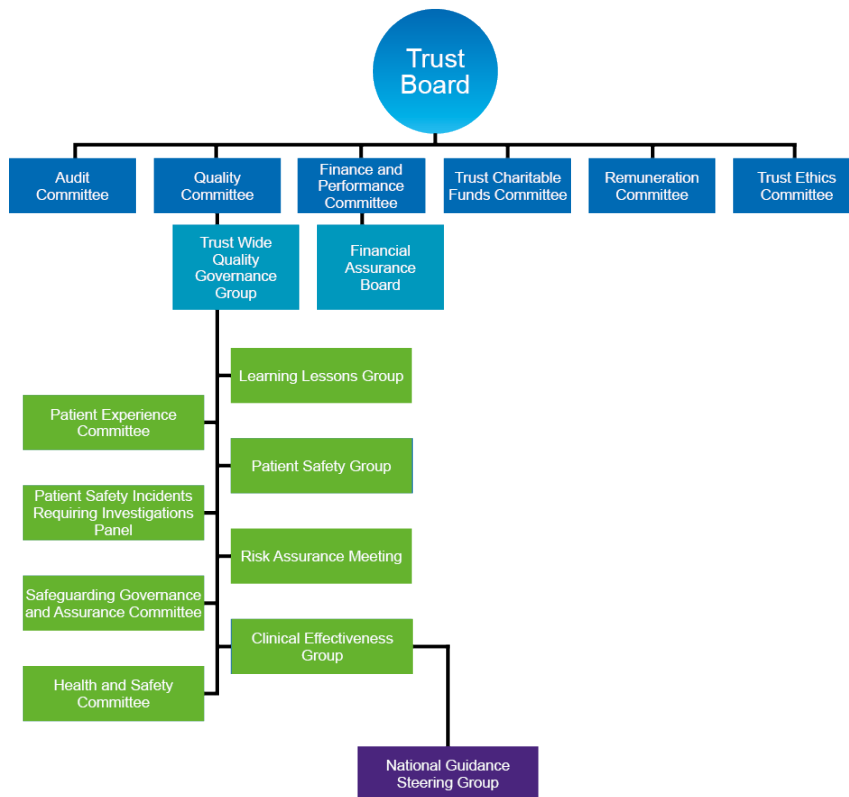 Trust
Board
Audit
Committee
Quality
Committee
Finance and
Performance
Committee
Trust Charitable
Funds Committee
Remuneration
Committee
Trust Ethics
Committee
Trust Wide
Quality
Governance
Group
Financial
Assurance
Board
Learning Lessons Group
Patient Experience
Committee
Patient Safety Group
Patient Safety Incidents
Requiring Investigations
Panel
Risk Assurance Meeting
Safeguarding Governance
and Assurance Committee
Clinical Effectiveness
Group
Health and Safety
Committee
National Guidance
Steering Group